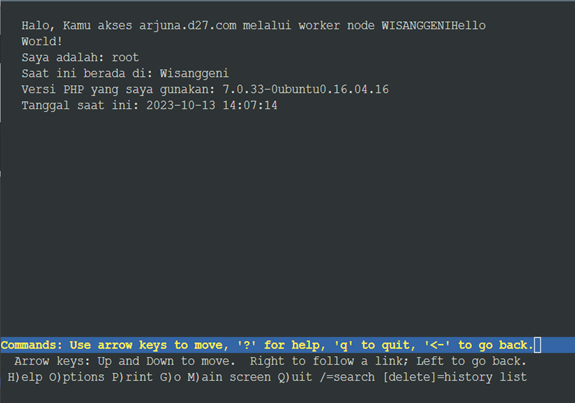 Halo, Kamu akses arjuna.d27.com melalui worker node WISANGGENIHello
World!
Saya adalah: root
Saat ini berada di: Wisanggeni
Versi PHP yang saya gunakan: 7.0.33-0ubuntu0.16.04.16
Tanggal saat ini: 2023-10-13 14:07:14
Commands: Use arrow keys to move, '?' for help, 'q' to quit, '<-' to go back.
Arrow keys: Up and Down to move.  Right to follow a link; Left to go back.
H)elp O)ptions P)rint G)o M)ain screen Q)uit /=search [delete]=history list